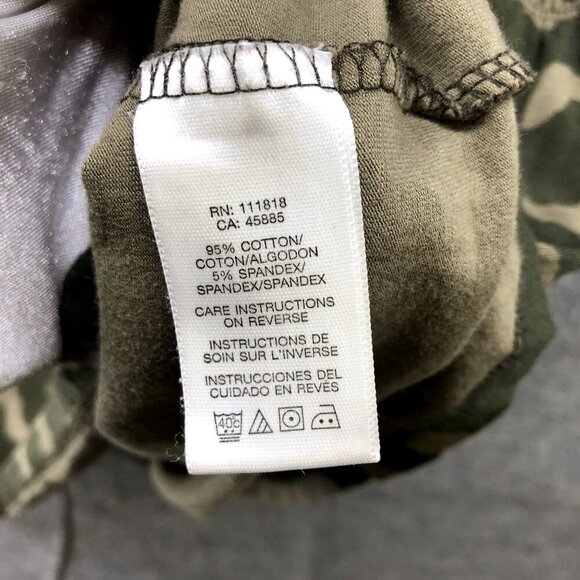 RN: 111818
CA: 45885
95% COTTON/
COTON/ALGODON
5% SPANDEX/
SPANDEX/SPANDEX
CARE INSTRUCTIONS
ON REVERSE
INSTRUCTIONS DE
SOIN SUR L'INVERSE
INSTRUCCIONES DEL
CUIDADO EN REVÉS
40c